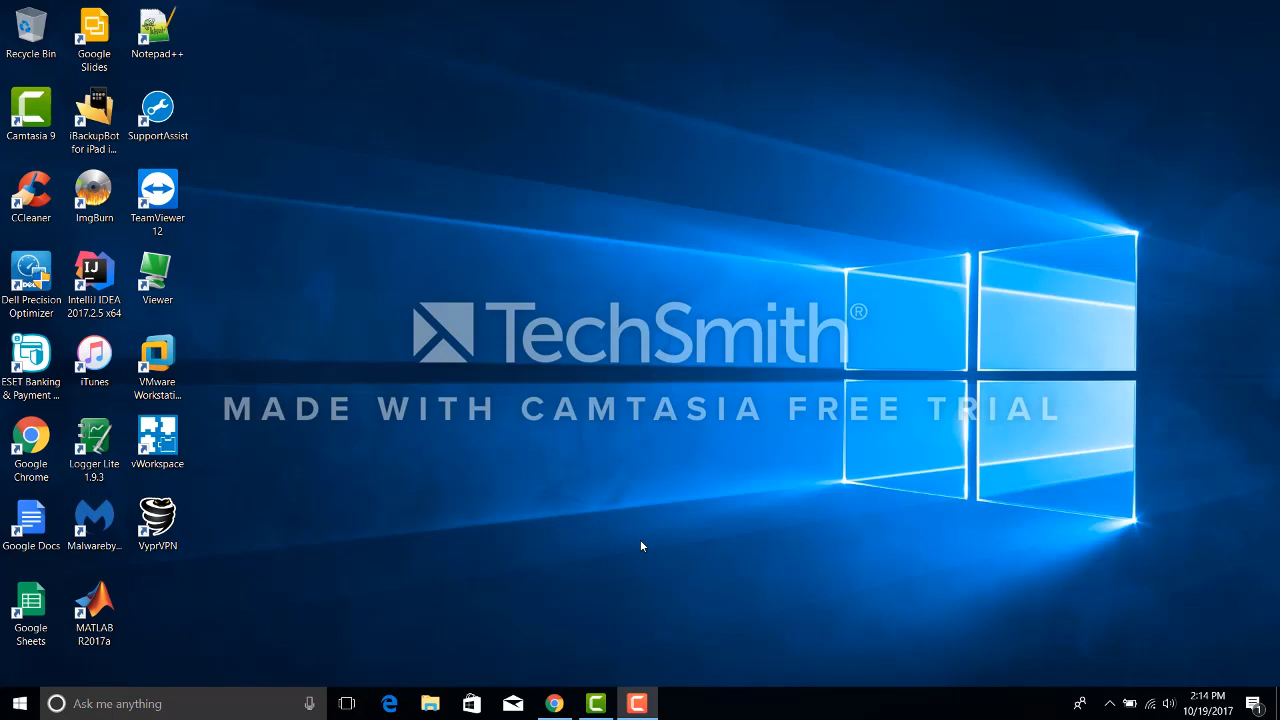 Recycle Bin
Google
Slides
Notepad++
Camtasia 9
iBackupBot
for iPad i...
SupportAssist
CCleaner
ImgBurn
TeamViewer
12
Dell Precision
Optimizer
IntelliJ IDEA
2017.2.5 x64
Viewer
ESET Banking
& Payment ...
iTunes
VMware
Workstati...
Google
Chrome
Logger Lite
1.9.3
vWorkspace
Google Docs
Malwareby...
VyprVPN
Google
Sheets
MATLAB
R2017a
TechSmith®
MADE WITH CAMTASIA FREE TRIAL
Ask me anything
2:14 PM
10/19/2017
1